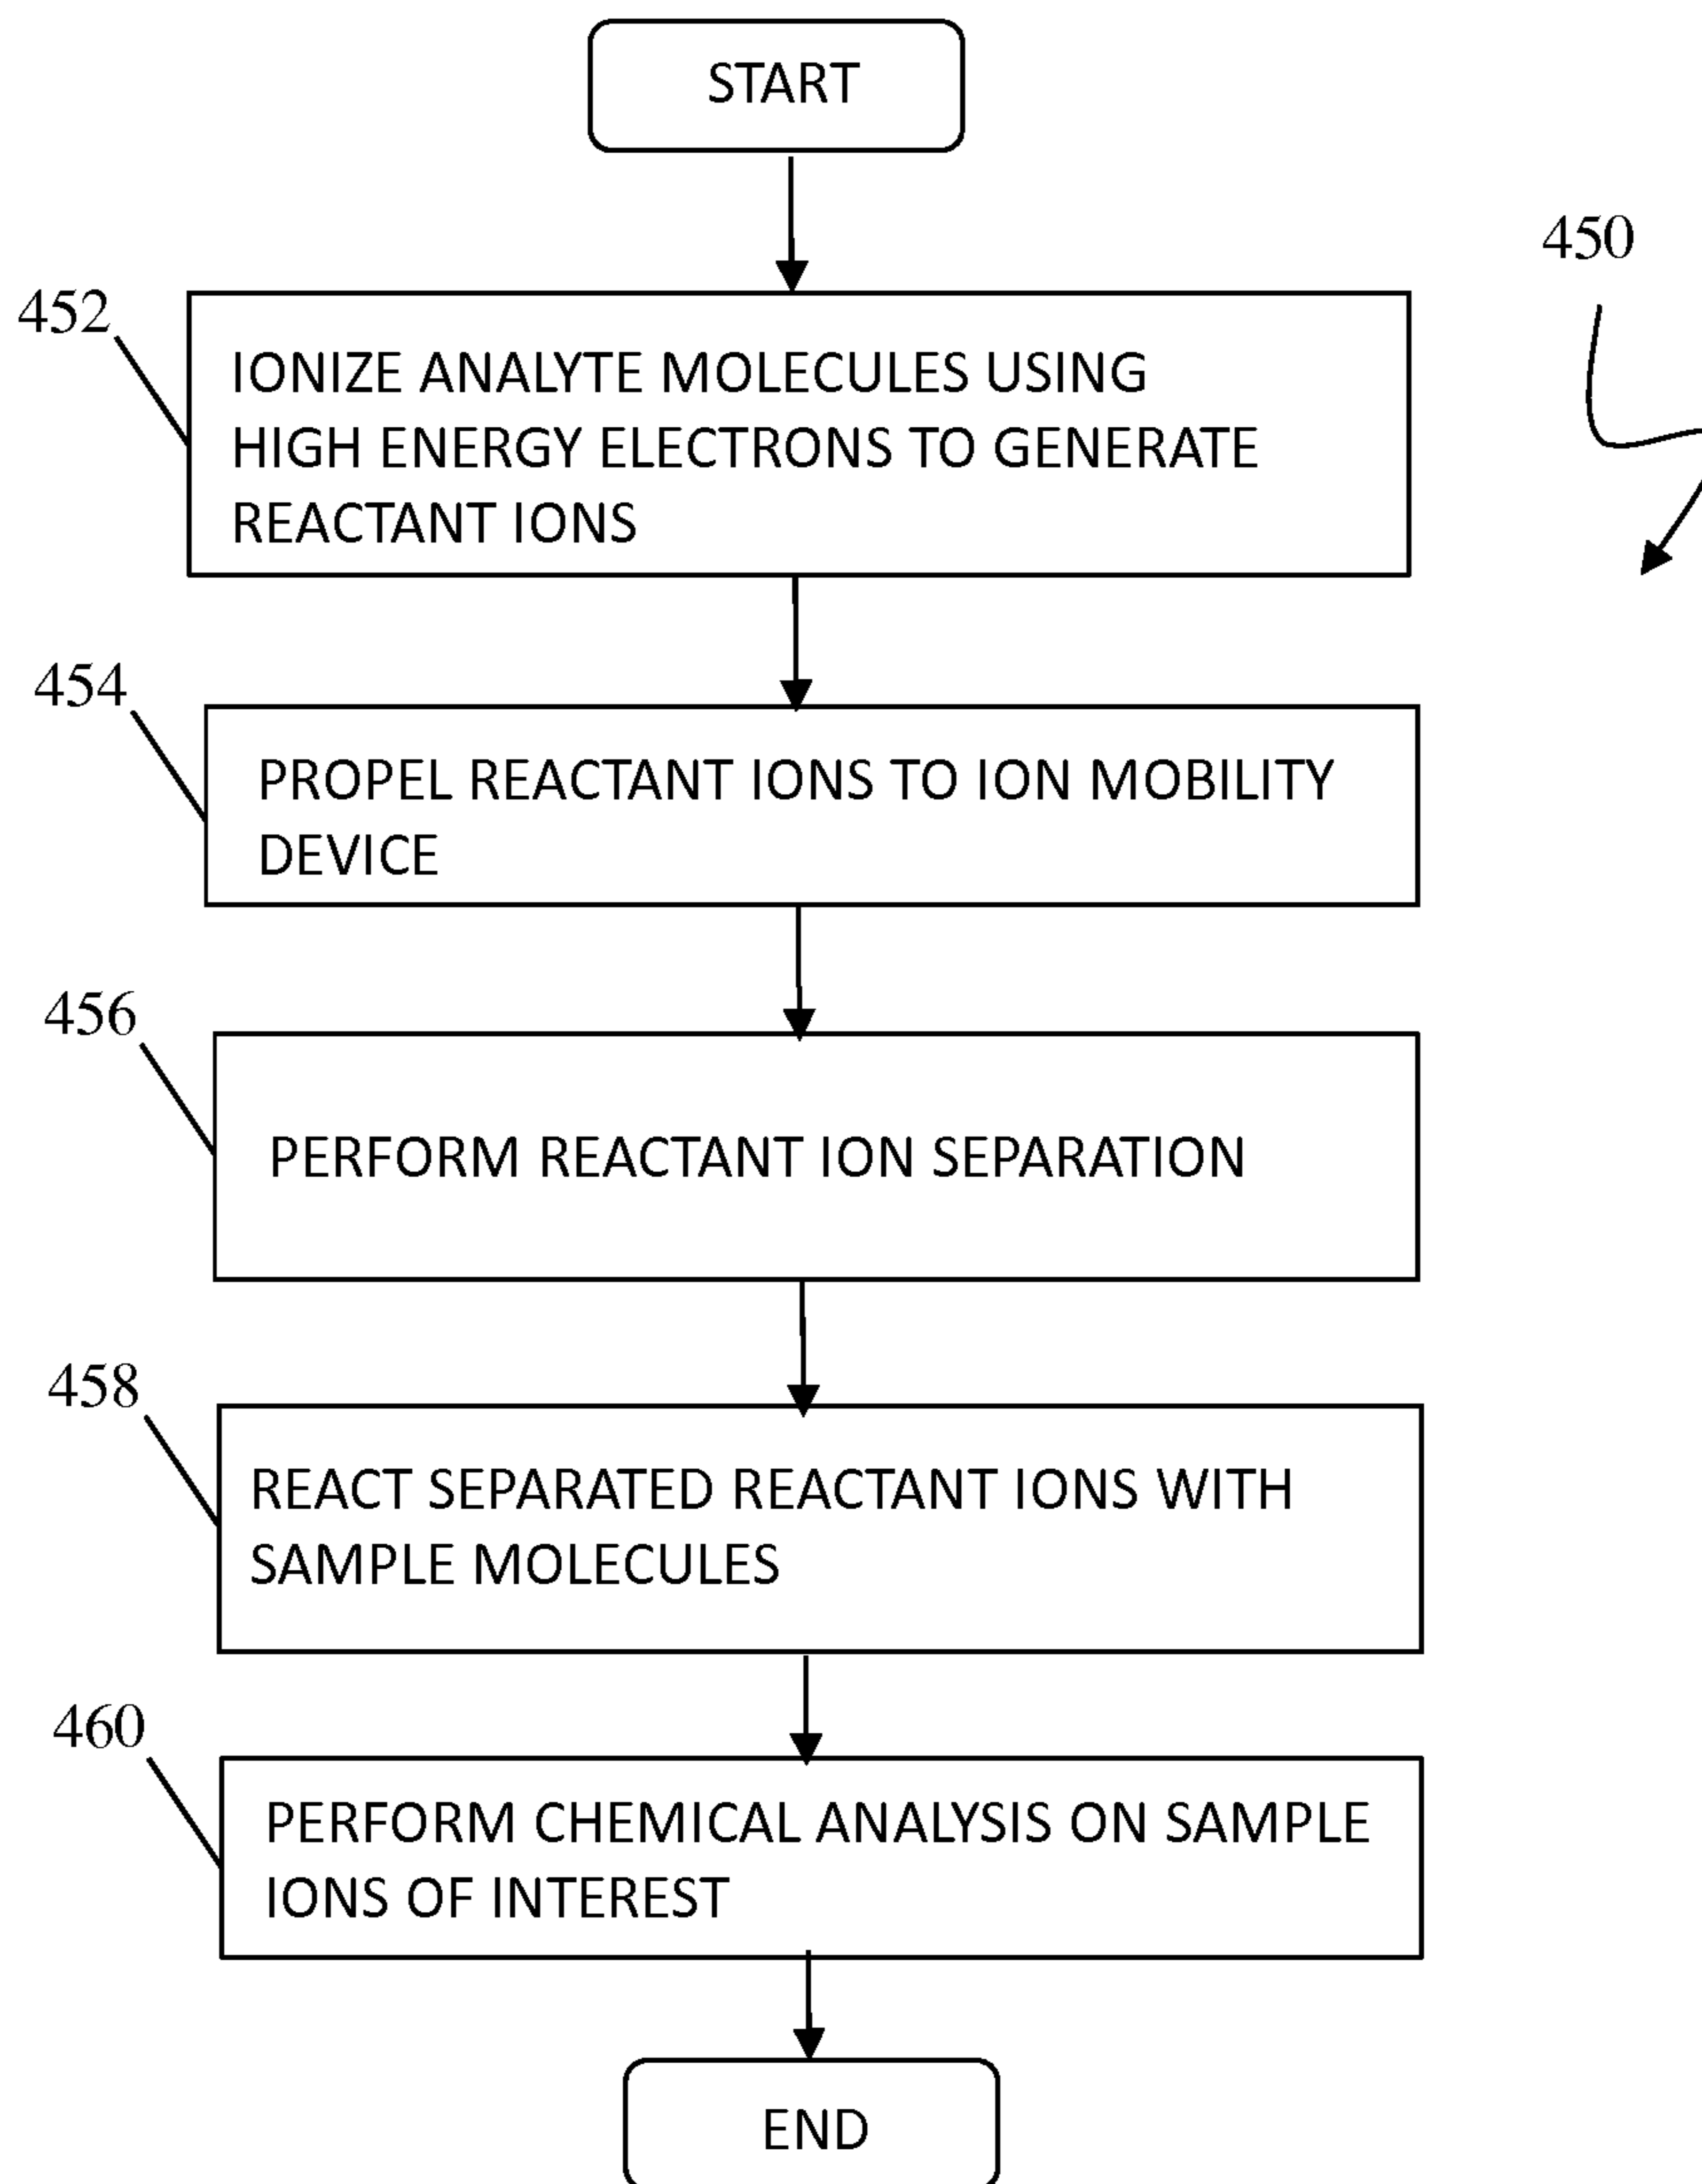 START
450
452
IONIZE ANALYTE MOLECULES USING
HIGH ENERGY ELECTRONS TO GENERATE
REACTANT IONS
454
PROPEL REACTANT IONS TO ION MOBILITY
DEVICE
456
PERFORM REACTANT ION SEPARATION
458
REACT SEPARATED REACTANT IONS WITH
SAMPLE MOLECULES
460
PERFORM CHEMICAL ANALYSIS ON SAMPLE
IONS OF INTEREST
END